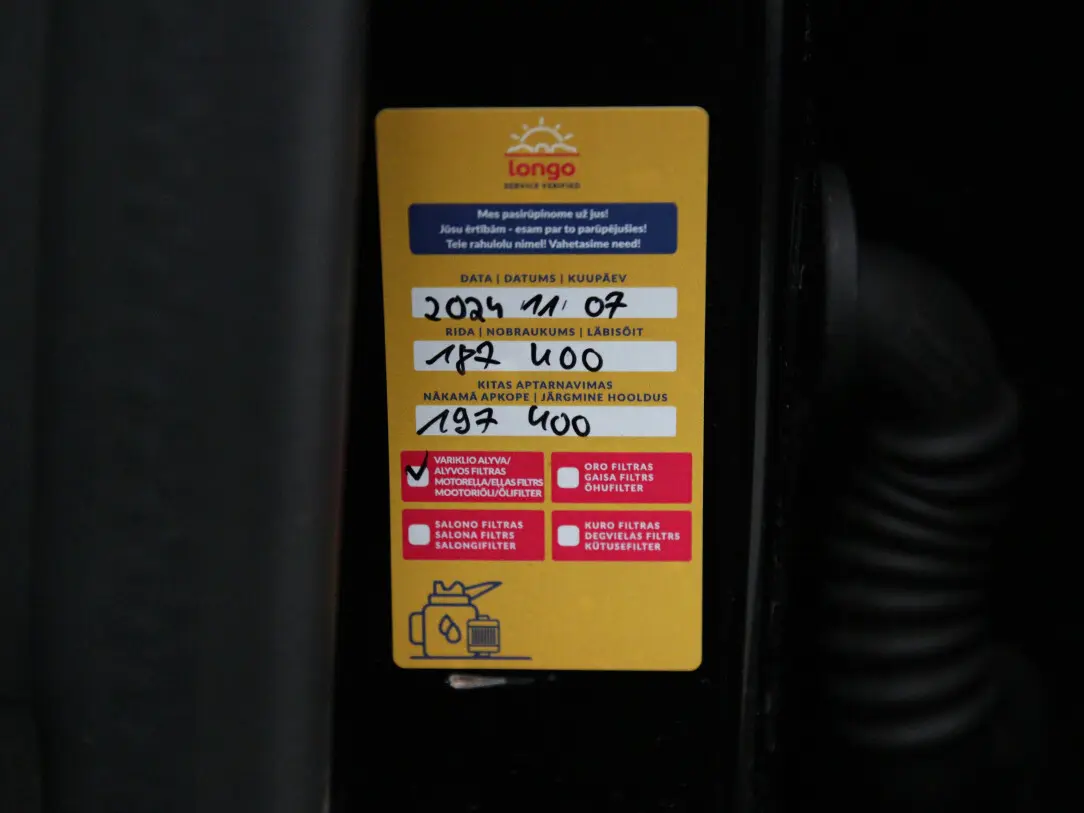 longo
SERVICE VERIFIED
Mes pasirūpinome už jus!
Jūsu ērtībām - esam par to parūpējušies!
Teie rahulolu nimel! Vahetasime need!
DATA | DATUMS | KUUPÄEV
2024 11 07
RIDA | NOBRAUKUMS | LÄBISÕIT
187 400
KITAS APTARNAVIMAS
NĀKAMĀ APKOPE | JÄRGMINE HOOLDUS
197 400
VARIKLIO ALYVA/
ALYVOS FILTRAS
MOTOREĻĻA/EĻĻAS FILTRS
MOOTORIÕLI/ÕLIFILTER
ORO FILTRAS
GAISA FILTRS
ÕHUFILTER
SALONO FILTRAS
SALONA FILTRS
SALONGIFILTER
KURO FILTRAS
DEGVIELAS FILTRS
KÜTUSEFILTER